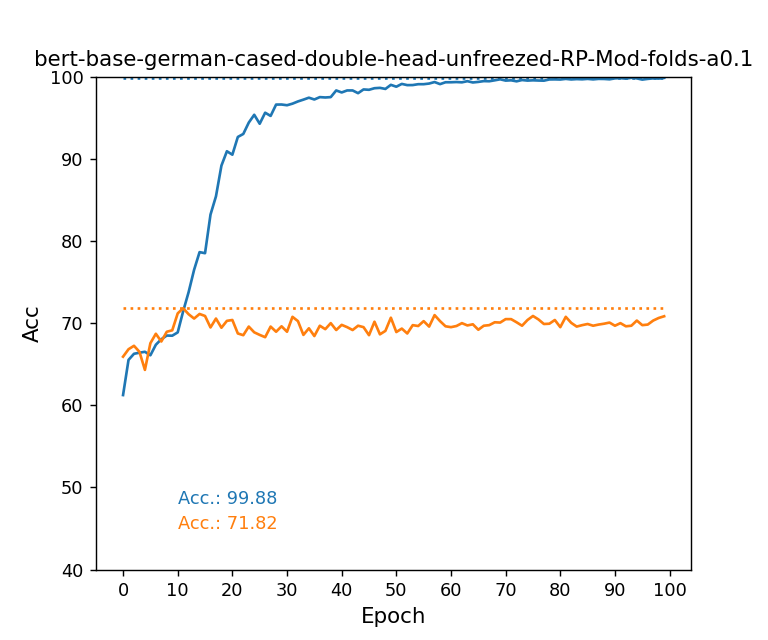 bert-base-german-cased-double-head-unfreezed-RP-Mod-folds-a0.1
100
90
80
70
60
50
40
Acc
Acc.: 99.88
Acc.: 71.82
0 10 20 30 40 50 60 70 80 90 100
Epoch